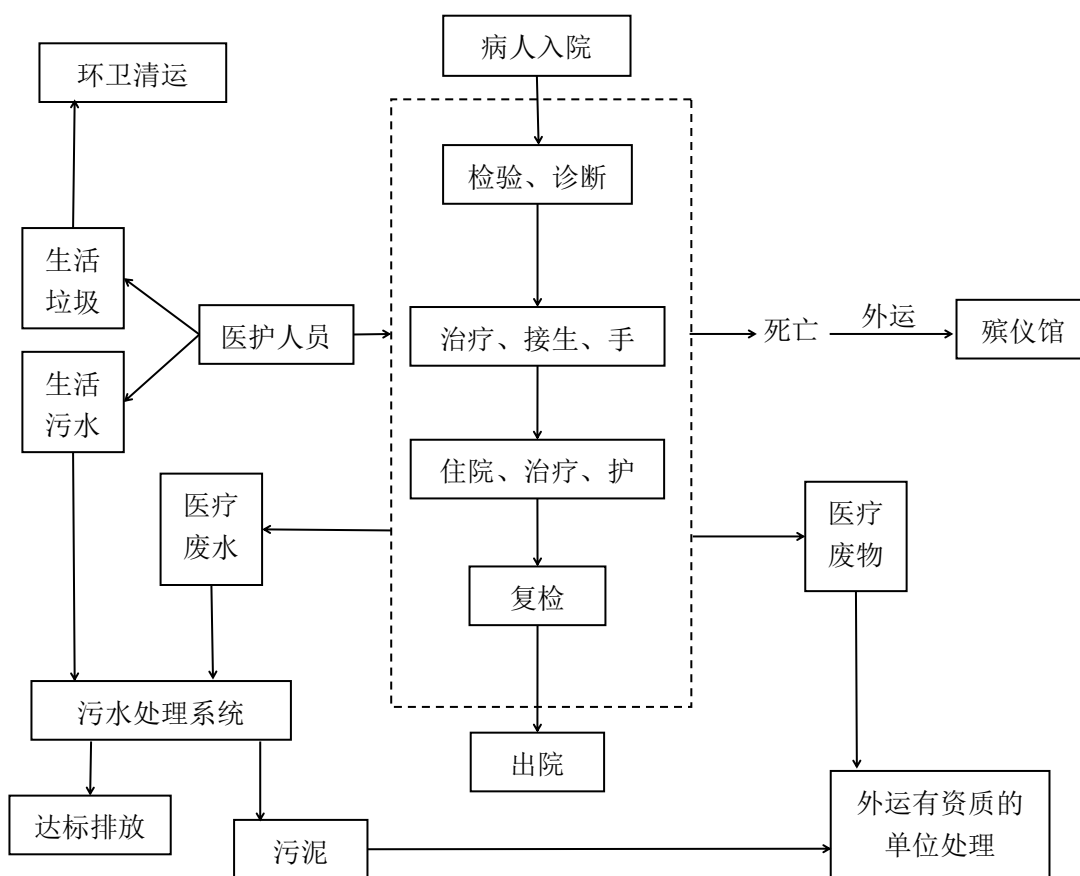 病人入院
环卫清运
检验、诊断
生活
垃圾
医护人员
治疗、接生、手
死亡
外运
殡仪馆
生活
污水
住院、治疗、护
医疗
废水
医疗
废物
复检
污水处理系统
出院
达标排放
污泥
外运有资质的
单位处理